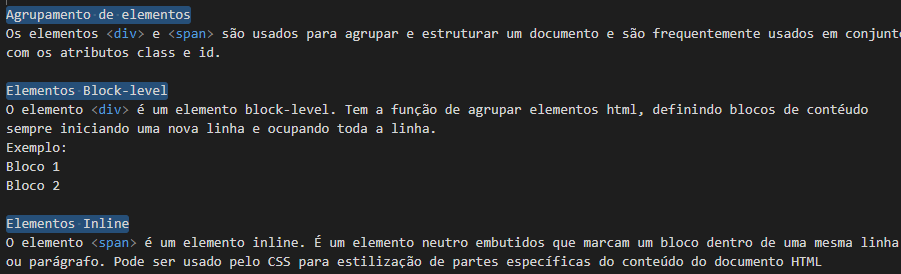 Agrupamento de elementos
Os elementos <div> e <span> são usados para agrupar e estruturar um documento e são frequentemente usados em conjunto
com os atributos class e id.
Elementos Block-level
O elemento <div> é um elemento block-level. Tem a função de agrupar elementos html, definindo blocos de contéudo
sempre iniciando uma nova linha e ocupando toda a linha.
Exemplo:
Bloco 1
Bloco 2
Elementos Inline
O elemento <span> é um elemento inline. É um elemento neutro embutidos que marcam um bloco dentro de uma mesma linha
ou parágrafo. Pode ser usado pelo CSS para estilização de partes específicas do conteúdo do documento HTML